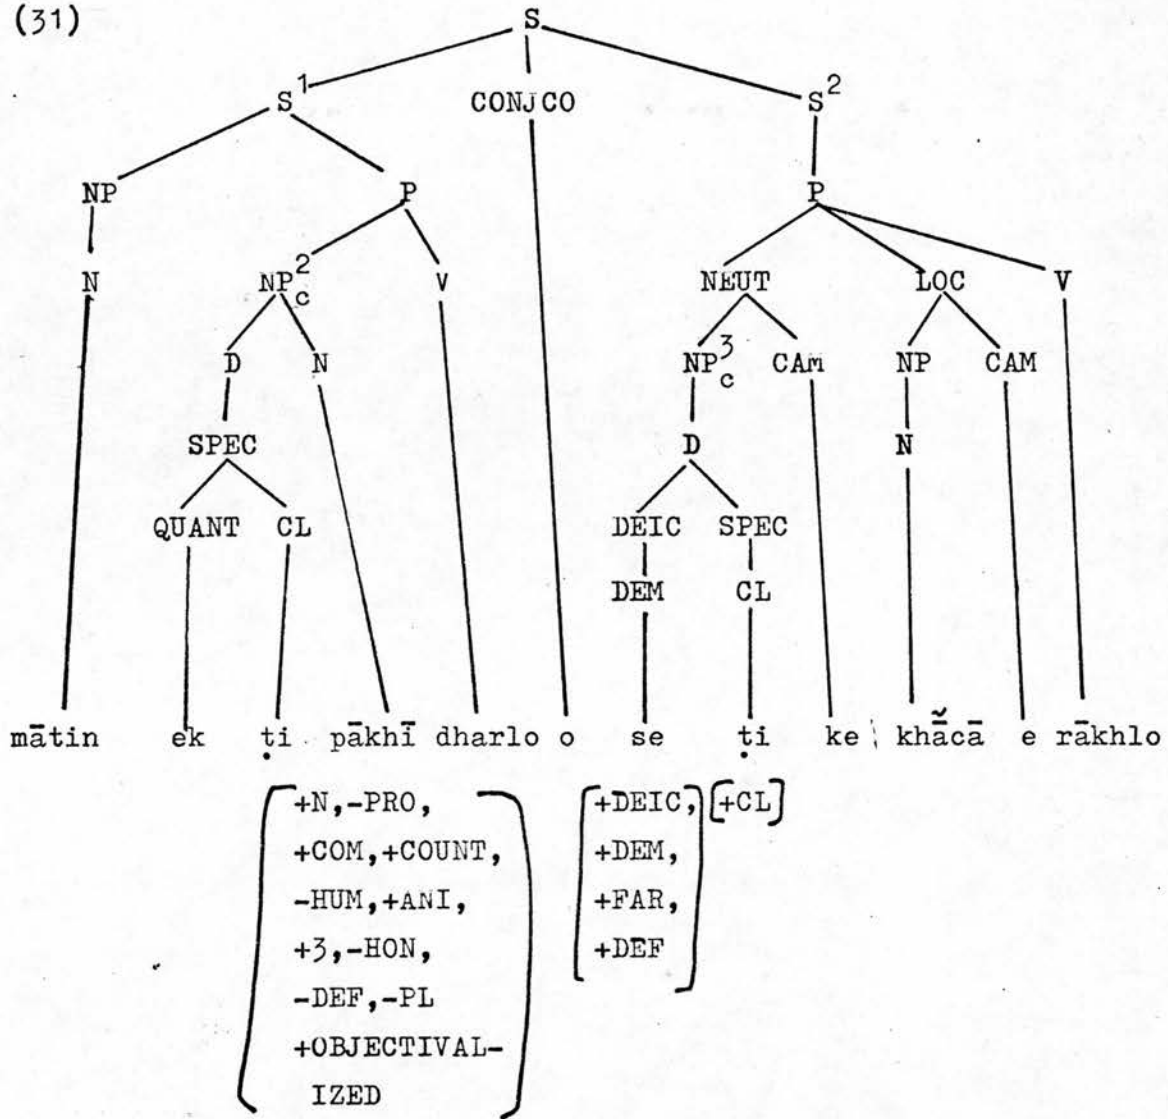 (31)
S
S¹ CONJCO S²
NP P P
N NP²c V NEUT LOC V
D N NP³c CAM NP CAM
SPEC D N
QUANT CL DEIC SPEC
DEM CL
mātin ek ṭi pākhī dharlo o se ṭi ke khā̃cā e rākhlo
+N,-PRO, +DEIC, +CL
+COM,+COUNT, +DEM,
-HUM,+ANI, +FAR,
+3,-HON, +DEF
-DEF,-PL
+OBJECTIVAL-
IZED